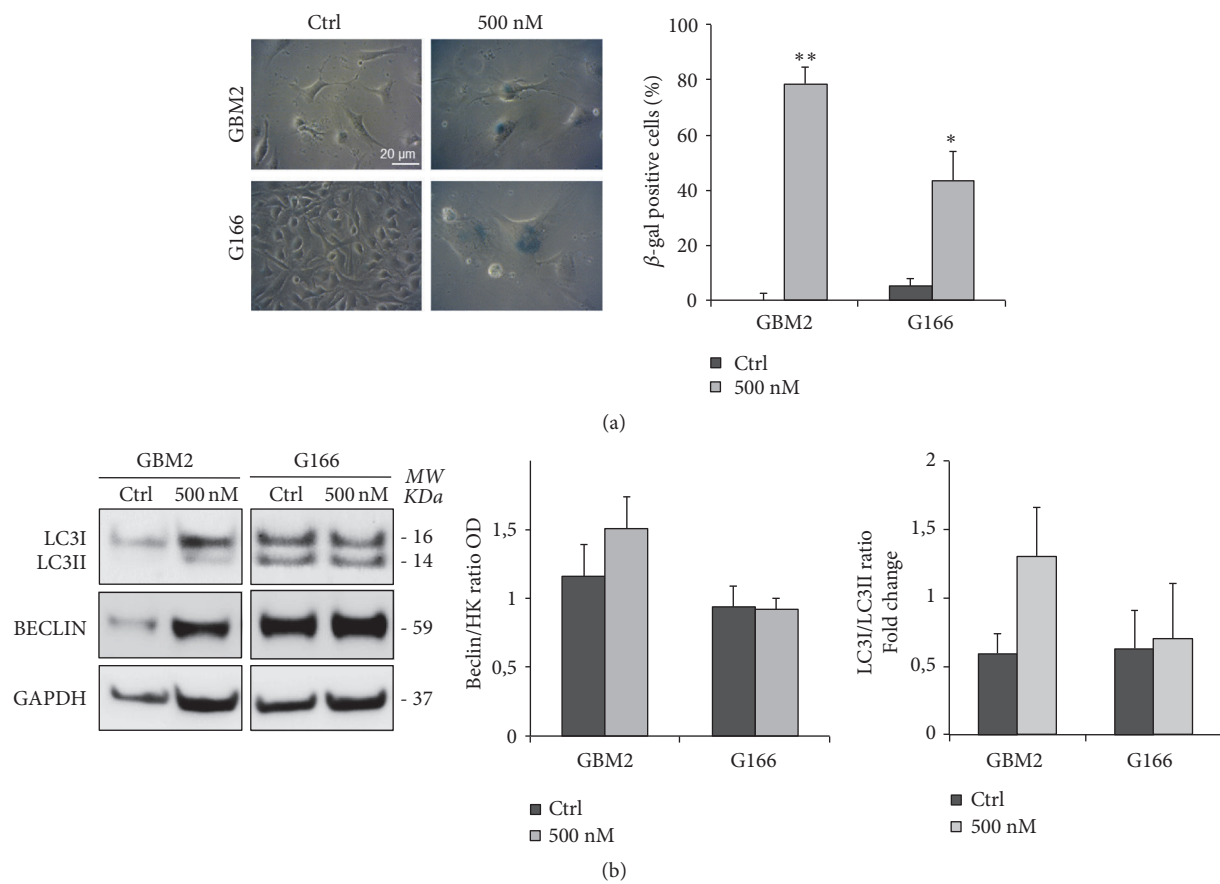 Ctrl 500 nM
GBM2
20 µm
G166
β-gal positive cells (%)
100
80
60
40
20
0
**
*
GBM2 G166
Ctrl
500 nM
(a)
GBM2 G166
Ctrl 500 nM Ctrl 500 nM
MW
KDa
LC3I
LC3II
BECLIN
GAPDH
- 16
- 14
- 59
- 37
Beclin/HK ratio OD
1,5
1
0,5
0
GBM2 G166
Ctrl
500 nM
LC3I/LC3II ratio
Fold change
2
1,5
1
0,5
0
GBM2 G166
Ctrl
500 nM
(b)